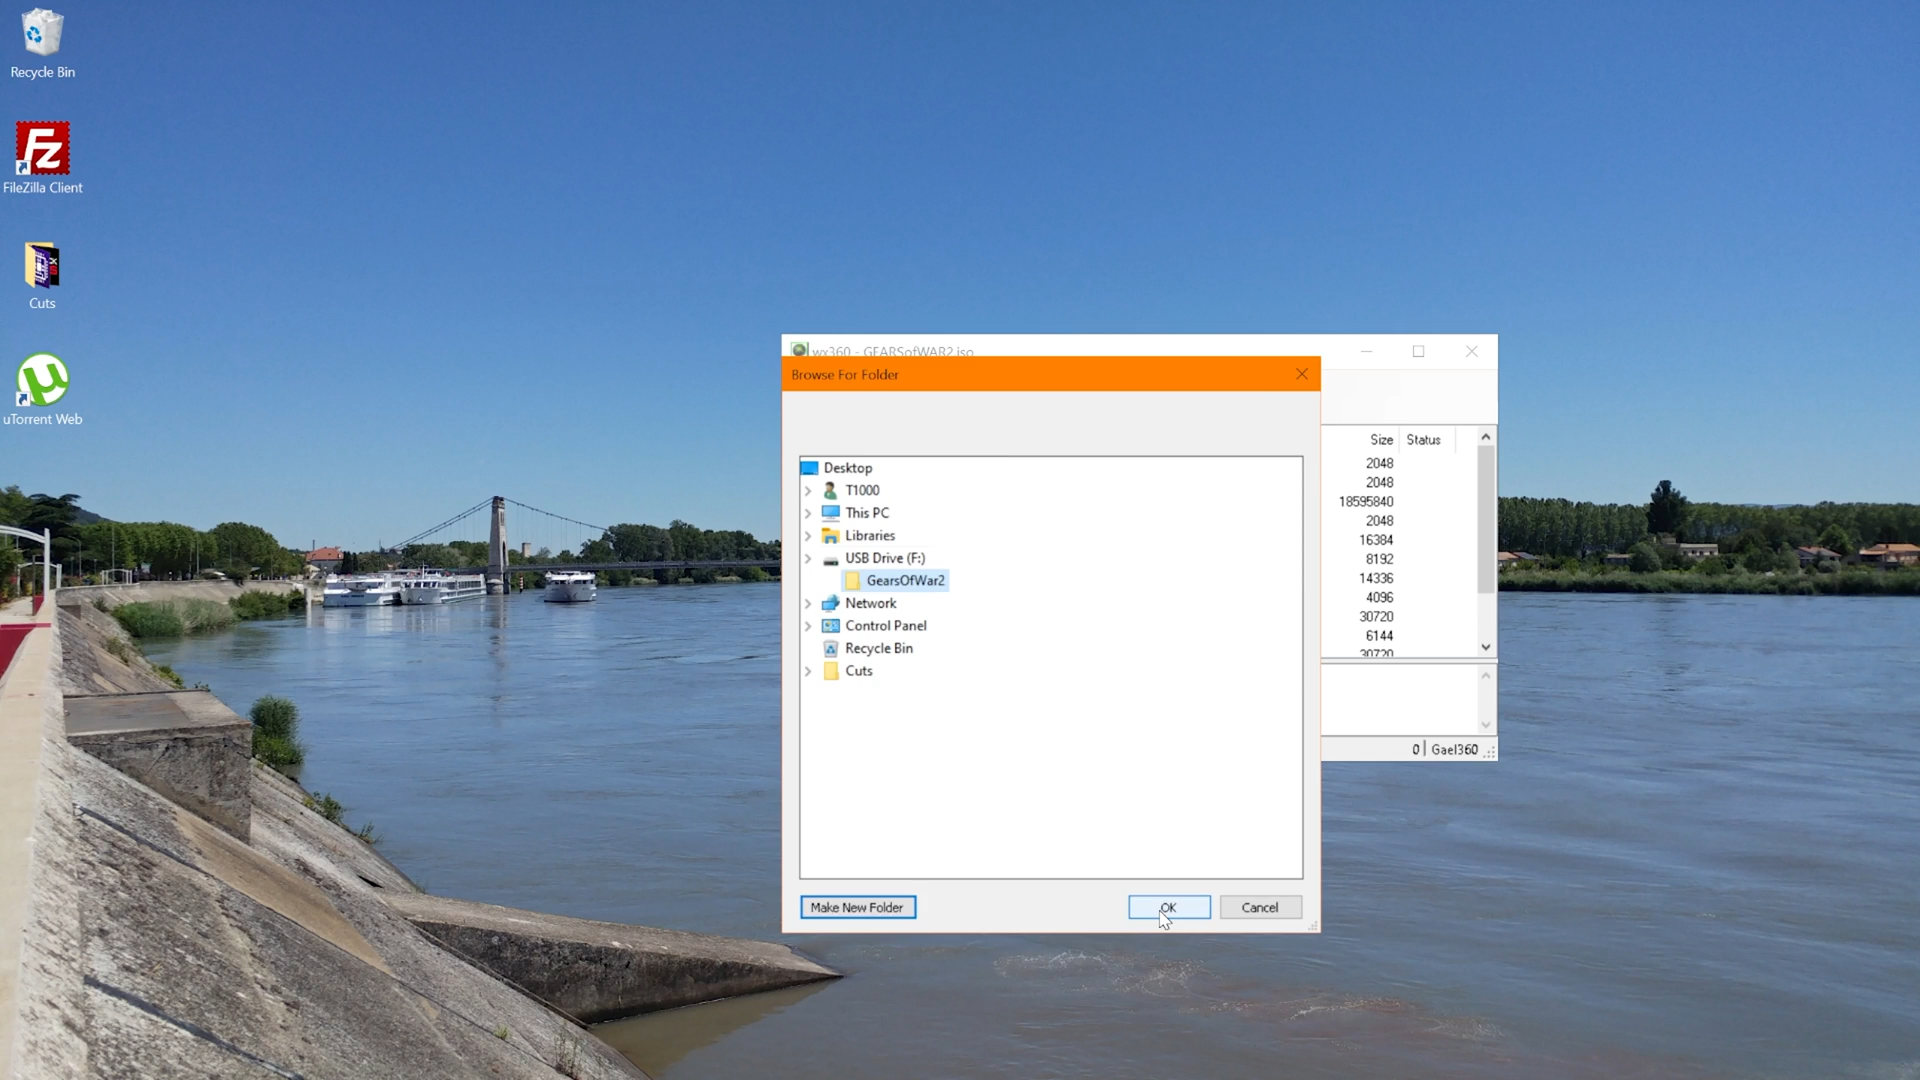 Recycle Bin
FileZilla Client
Cuts
uTorrent Web
wx360 - GEARSofWAR2.iso
Browse For Folder
Desktop
T1000
This PC
Libraries
USB Drive (F:)
GearsOfWar2
Network
Control Panel
Recycle Bin
Cuts
Make New Folder
OK
Cancel
Size Status
2048
2048
18595840
2048
16384
8192
14336
4096
30720
6144
30720
0 Gael360